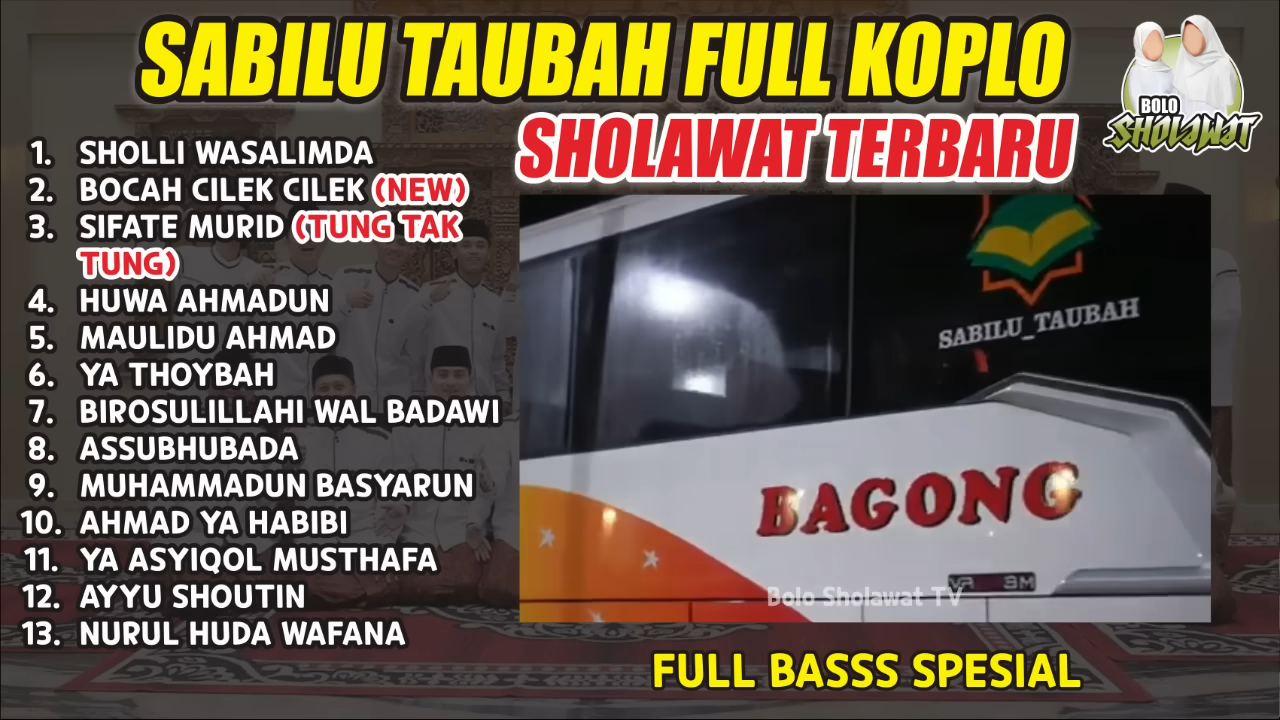 SABILU TAUBAH FULL KOPLO
SHOLAWAT TERBARU
BOLO
SHOLAWAT
1. SHOLLI WASALIMDA
2. BOCAH CILEK CILEK (NEW)
3. SIFATE MURID (TUNG TAK
TUNG)
4. HUWA AHMADUN
5. MAULIDU AHMAD
6. YA THOYBAH
7. BIROSULILLAHI WAL BADAWI
8. ASSUBHUBADA
9. MUHAMMADUN BASYARUN
10. AHMAD YA HABIBI
11. YA ASYIQOL MUSTHAFA
12. AYYU SHOUTIN
13. NURUL HUDA WAFANA
SABILU_TAUBAH
BAGONG
Bolo Sholawat TV
FULL BASSS SPESIAL